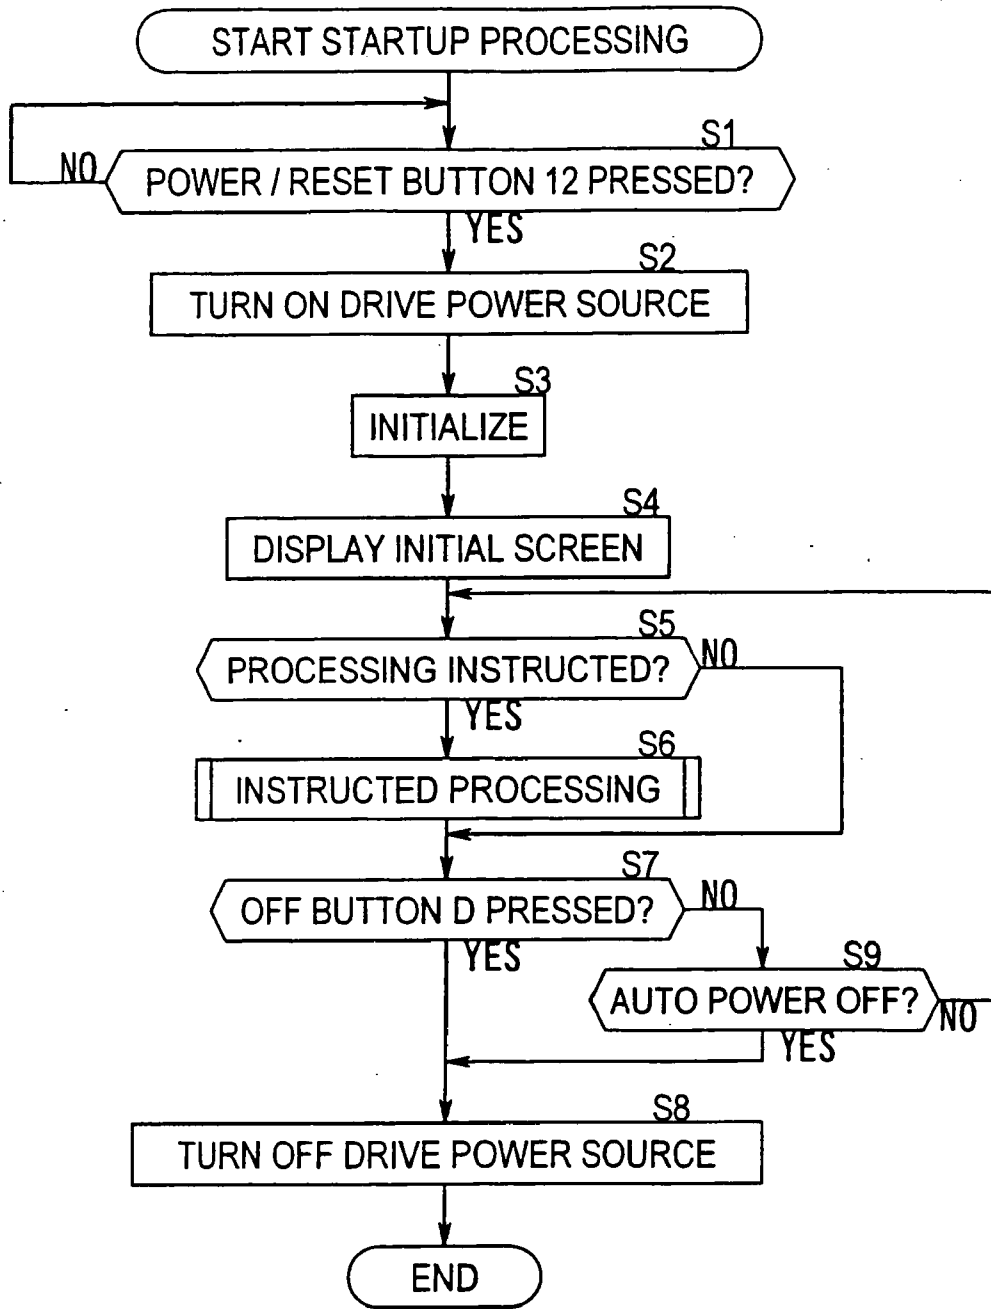 START STARTUP PROCESSING
S1
NO
POWER / RESET BUTTON 12 PRESSED?
YES
S2
TURN ON DRIVE POWER SOURCE
S3
INITIALIZE
S4
DISPLAY INITIAL SCREEN
S5
PROCESSING INSTRUCTED?
NO
YES
S6
INSTRUCTED PROCESSING
S7
OFF BUTTON D PRESSED?
NO
YES
S9
AUTO POWER OFF?
NO
YES
S8
TURN OFF DRIVE POWER SOURCE
END